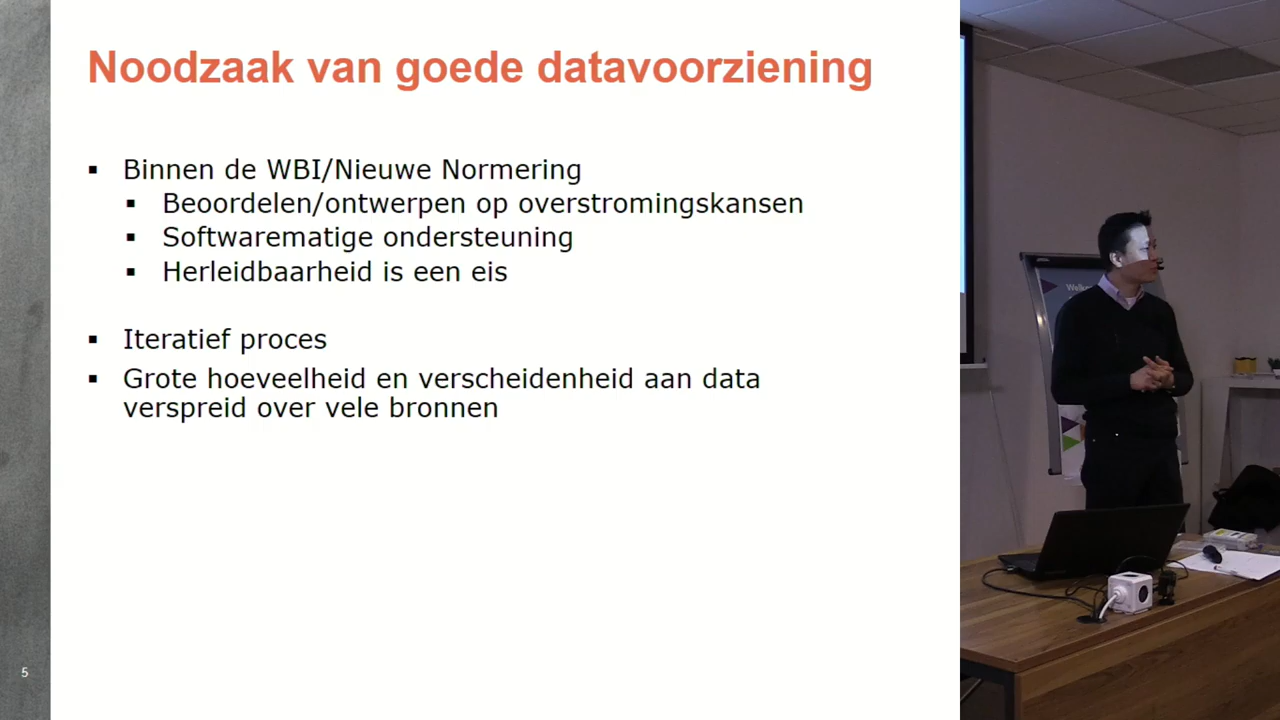 Noodzaak van goede datavoorziening
▪ Binnen de WBI/Nieuwe Normering
▪ Beoordelen/ontwerpen op overstromingskansen
▪ Softwarematige ondersteuning
▪ Herleidbaarheid is een eis
▪ Iteratief proces
▪ Grote hoeveelheid en verscheidenheid aan data
verspreid over vele bronnen
5